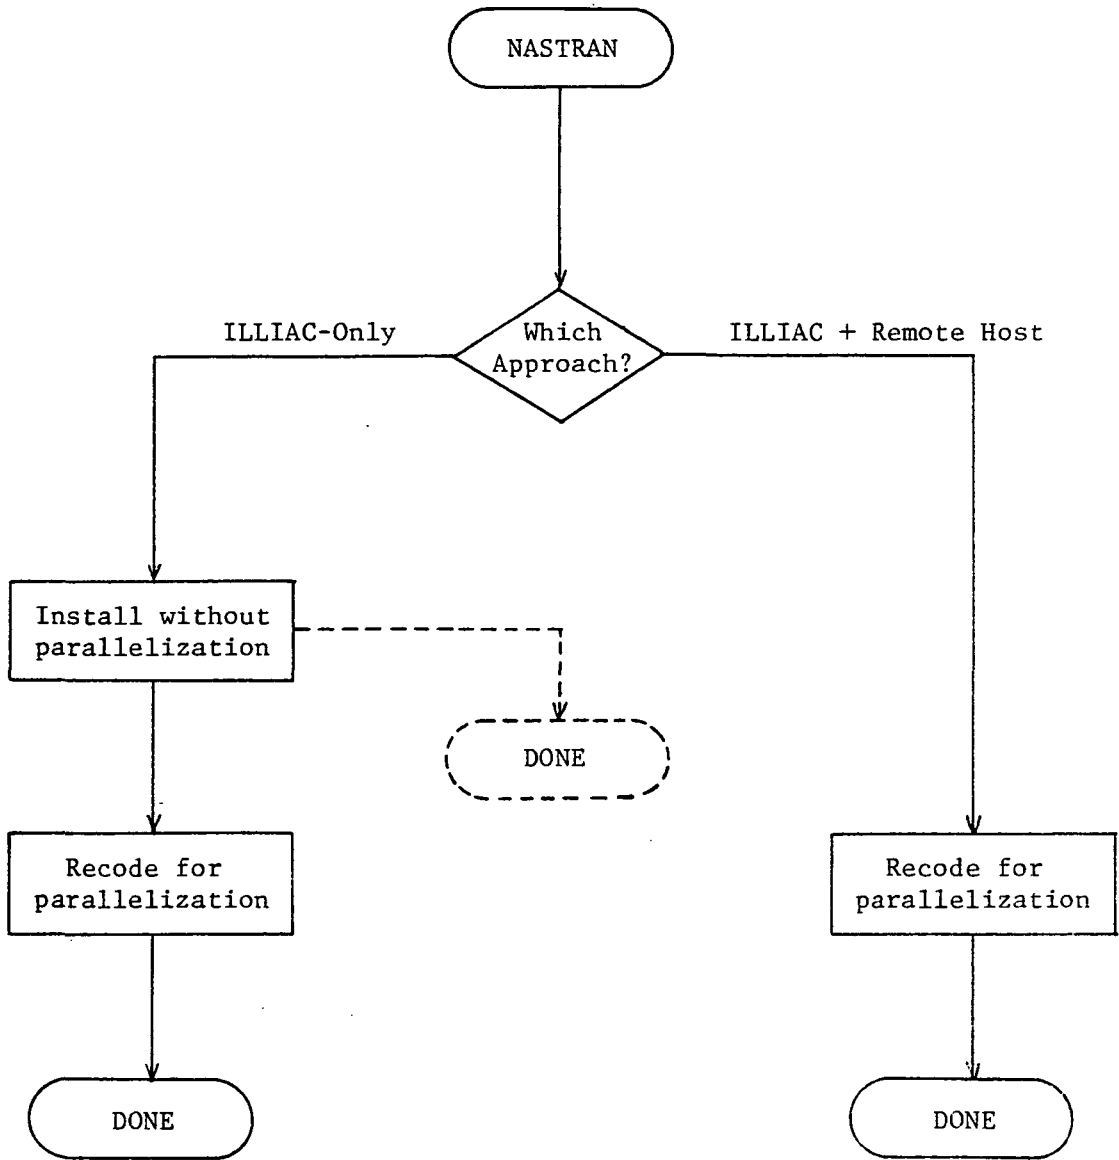 NASTRAN
ILLIAC-Only
Which
Approach?
ILLIAC + Remote Host
Install without
parallelization
DONE
Recode for
parallelization
Recode for
parallelization
DONE
DONE